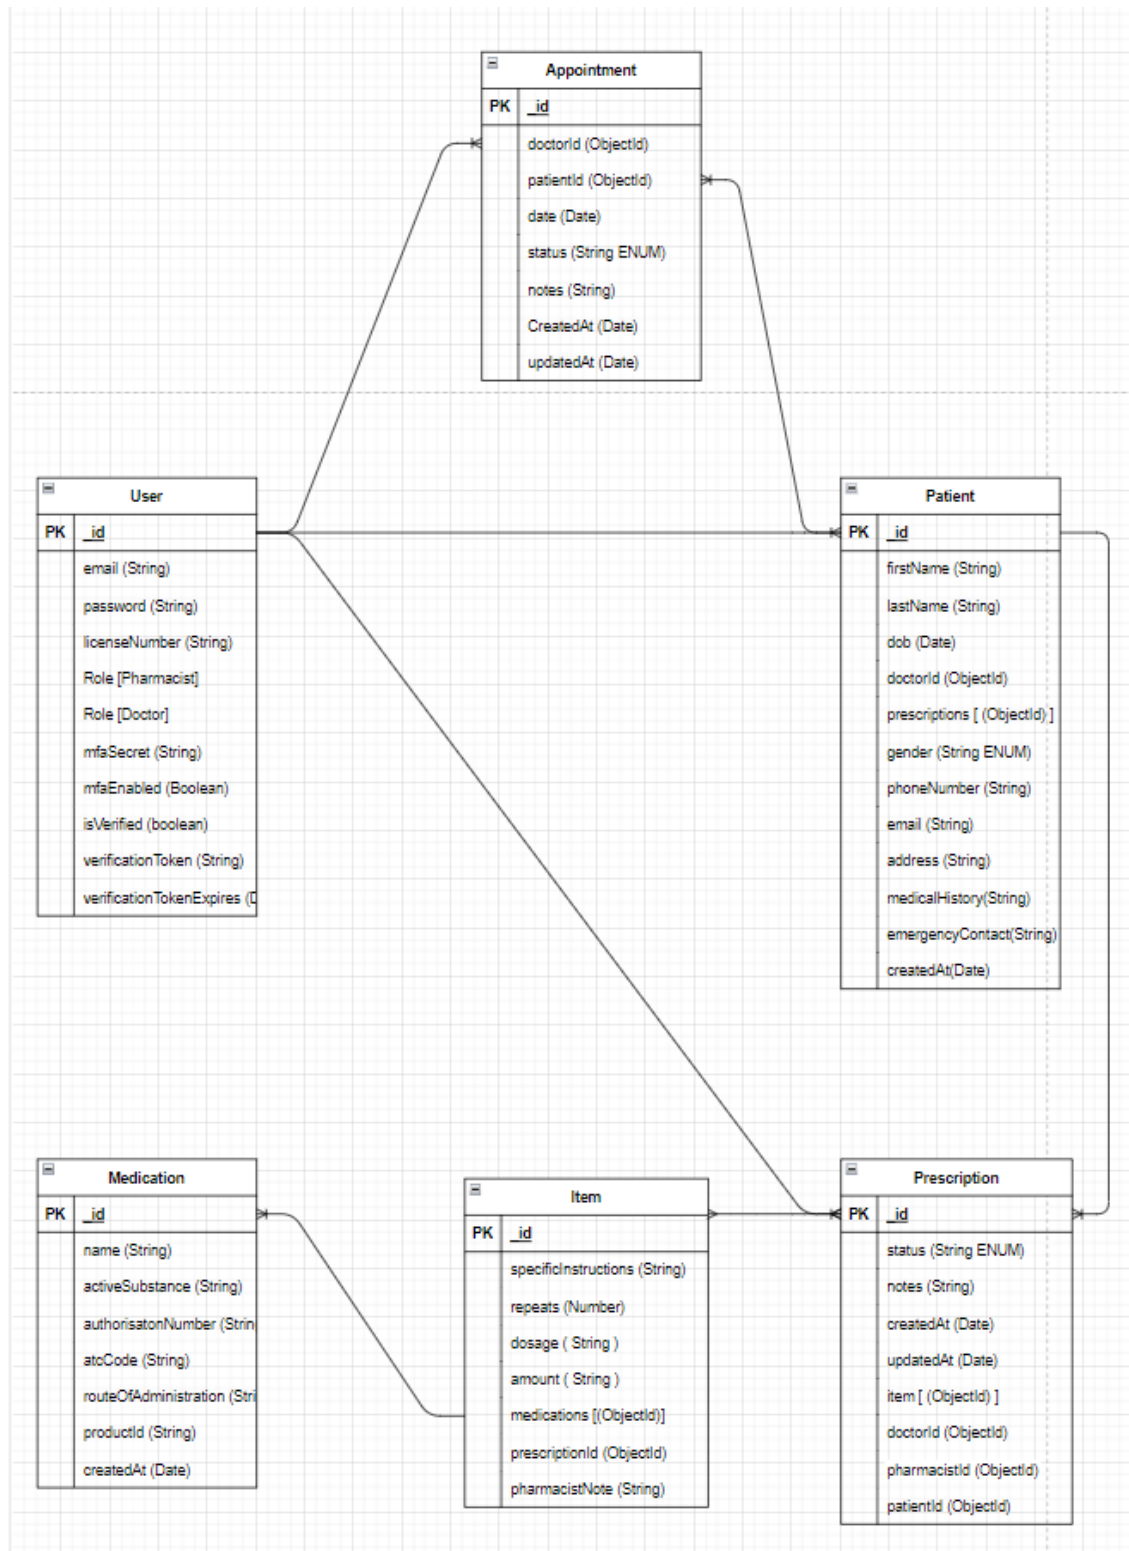 Appointment
PK _id
doctorId (ObjectId)
patientId (ObjectId)
date (Date)
status (String ENUM)
notes (String)
CreatedAt (Date)
updatedAt (Date)
User
PK _id
email (String)
password (String)
licenseNumber (String)
Role [Pharmacist]
Role [Doctor]
mfaSecret (String)
mfaEnabled (Boolean)
isVerified (boolean)
verificationToken (String)
verificationTokenExpires (D
Patient
PK _id
firstName (String)
lastName (String)
dob (Date)
doctorId (ObjectId)
prescriptions [ (ObjectId) ]
gender (String ENUM)
phoneNumber (String)
email (String)
address (String)
medicalHistory(String)
emergencyContact(String)
createdAt(Date)
Medication
PK _id
name (String)
activeSubstance (String)
authorisatonNumber (Strin
atcCode (String)
routeOfAdministration (Stri
productId (String)
createdAt (Date)
Item
PK _id
specificInstructions (String)
repeats (Number)
dosage ( String )
amount ( String )
medications [(ObjectId)]
prescriptionId (ObjectId)
pharmacistNote (String)
Prescription
PK _id
status (String ENUM)
notes (String)
createdAt (Date)
updatedAt (Date)
item [ (ObjectId) ]
doctorId (ObjectId)
pharmacistId (ObjectId)
patientId (ObjectId)